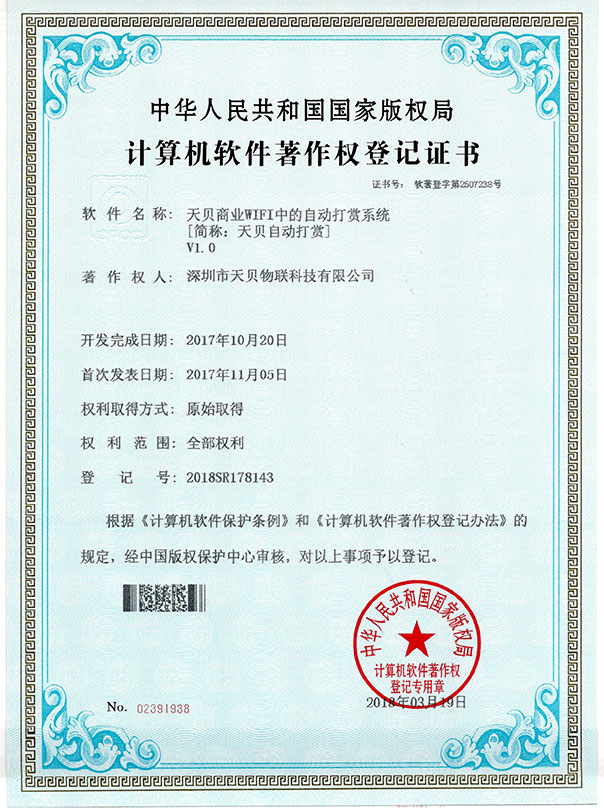 中华人民共和国国家版权局
计算机软件著作权登记证书
证书号： 软著登字第2507238号
软件名称： 天贝商业WIFI中的自动打赏系统
[简称：天贝自动打赏]
V1.0
著作权人： 深圳市天贝物联科技有限公司
开发完成日期： 2017年10月20日
首次发表日期： 2017年11月05日
权利取得方式： 原始取得
权利范围： 全部权利
登记号： 2018SR178143
根据《计算机软件保护条例》和《计算机软件著作权登记办法》的
规定，经中国版权保护中心审核，对以上事项予以登记。
中华人民共和国国家版权局
计算机软件著作权
登记专用章
2018年03月19日
No. 02391938